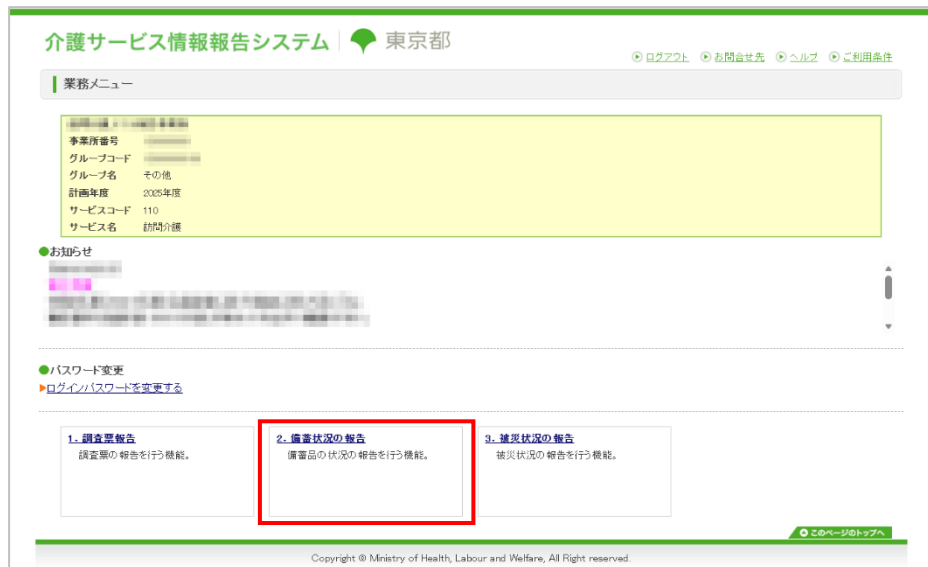 介護サービス情報報告システム 東京都
ログアウト お問合せ先 ヘルプ ご利用条件
業務メニュー
事業所番号
グループコード
グループ名 その他
計画年度 2025年度
サービスコード 110
サービス名 訪問介護
●お知らせ
●パスワード変更
▶ログインパスワードを変更する
1. 調査票報告
調査票の報告を行う機能。
2. 備蓄状況の報告
備蓄品の状況の報告を行う機能。
3. 被災状況の報告
被災状況の報告を行う機能。
このページのトップへ
Copyright © Ministry of Health, Labour and Welfare, All Right reserved.